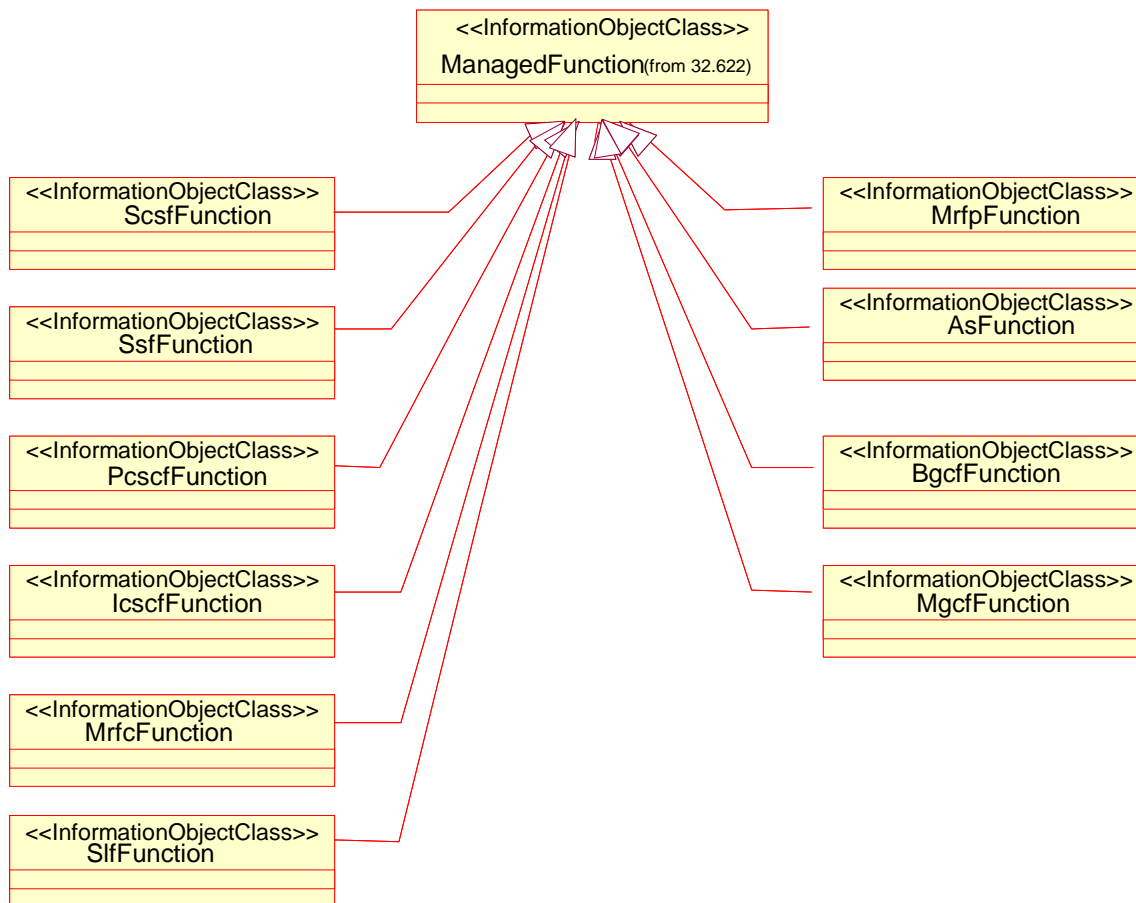 <<InformationObjectClass>>
ManagedFunction(from 32.622)
<<InformationObjectClass>>
ScsfFunction
<<InformationObjectClass>>
SsfFunction
<<InformationObjectClass>>
PcscfFunction
<<InformationObjectClass>>
IcscfFunction
<<InformationObjectClass>>
MrfcFunction
<<InformationObjectClass>>
SlfFunction
<<InformationObjectClass>>
MrfpFunction
<<InformationObjectClass>>
AsFunction
<<InformationObjectClass>>
BgcfFunction
<<InformationObjectClass>>
MgcfFunction